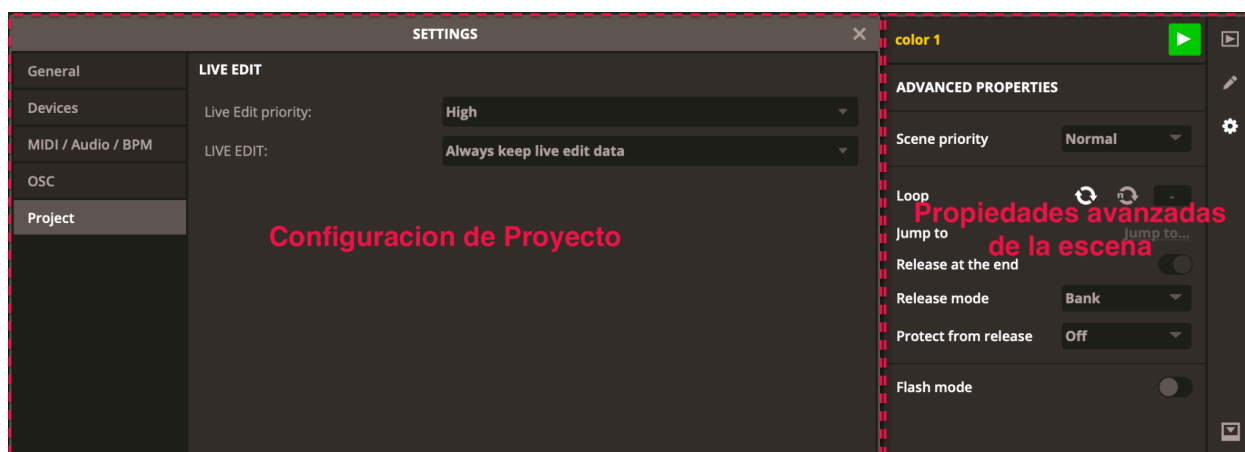 SETTINGS
General
Devices
MIDI / Audio / BPM
OSC
Project
LIVE EDIT
Live Edit priority:
High
LIVE EDIT:
Always keep live edit data
Configuracion de Proyecto
color 1
ADVANCED PROPERTIES
Scene priority
Normal
Loop
n
-
Propiedades avanzadas
de la escena
Jump to
Jump to...
Release at the end
Release mode
Bank
Protect from release
Off
Flash mode